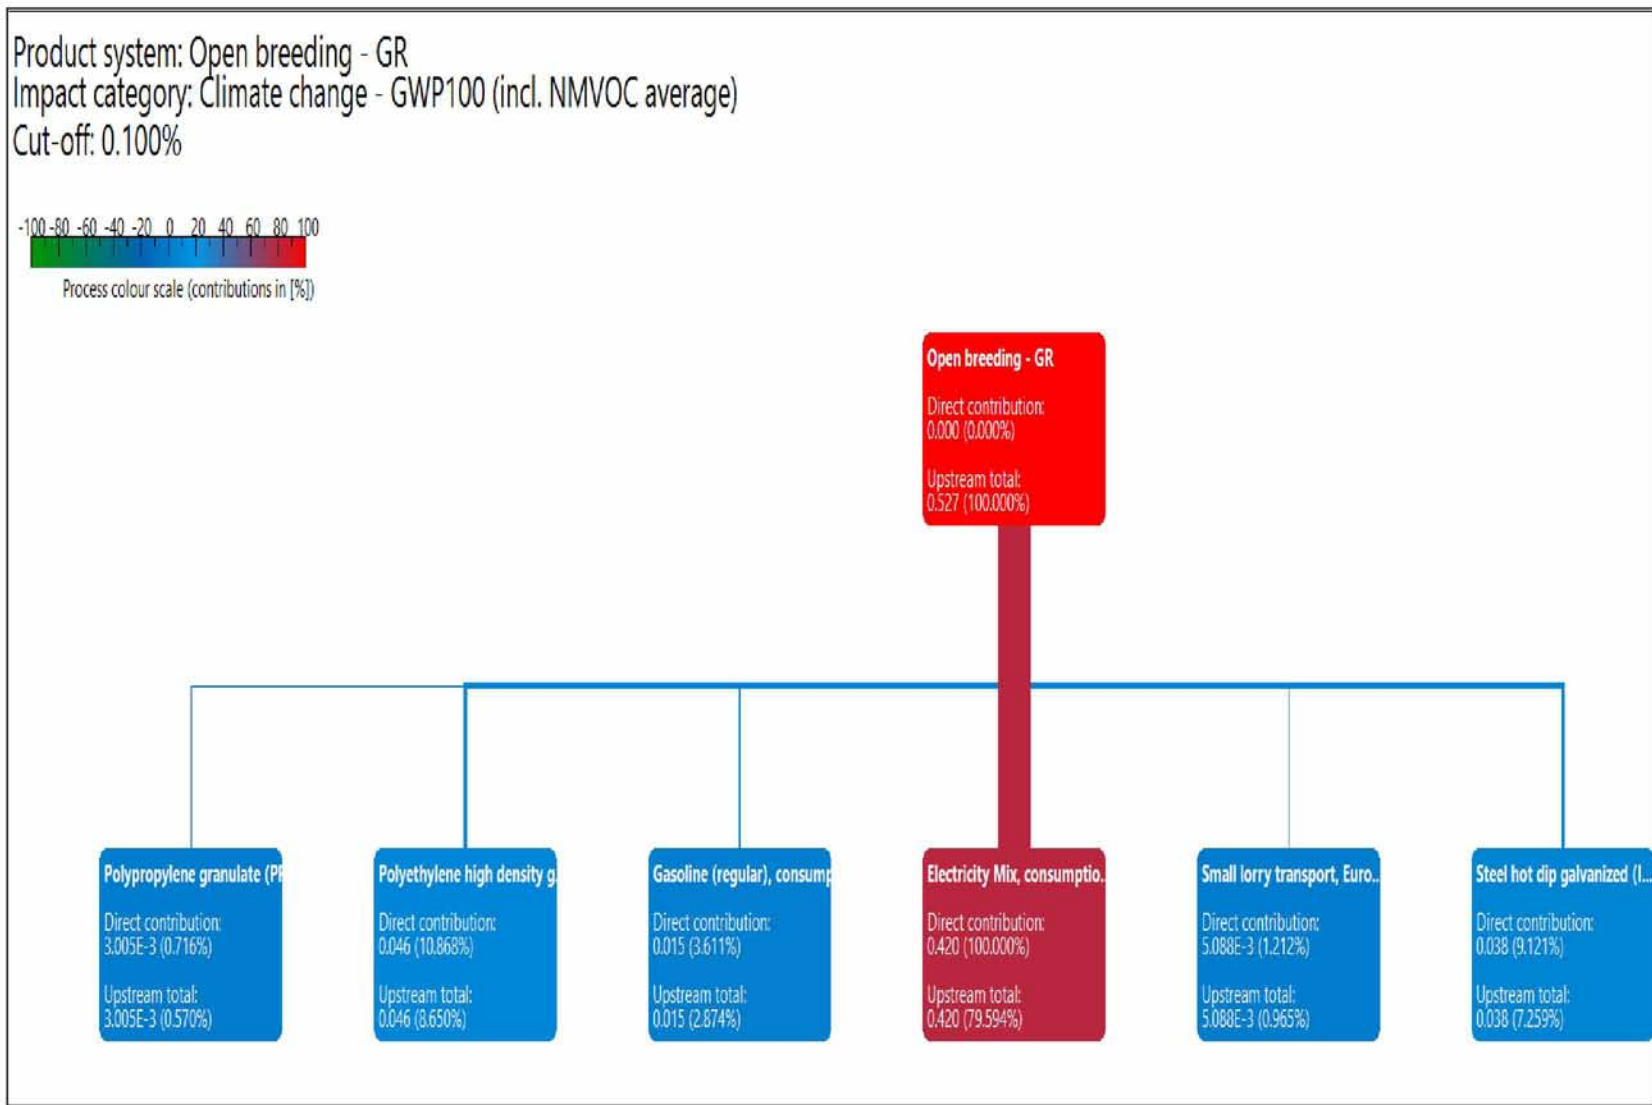 Product system: Open breeding - GR
Impact category: Climate change - GWP100 (incl. NMVOC average)
Cut-off: 0.100%
-100 -80 -60 -40 -20 0 20 40 60 80 100
Process colour scale (contributions in [%])
Open breeding - GR
Direct contribution:
0.000 (0.000%)
Upstream total:
0.527 (100.000%)
Polypropylene granulate (PP
Direct contribution:
3.005E-3 (0.716%)
Upstream total:
3.005E-3 (0.570%)
Polyethylene high density g.
Direct contribution:
0.046 (10.868%)
Upstream total:
0.046 (8.650%)
Gasoline (regular), consump
Direct contribution:
0.015 (3.611%)
Upstream total:
0.015 (2.874%)
Electricity Mix, consumptio...
Direct contribution:
0.420 (100.000%)
Upstream total:
0.420 (79.594%)
Small lorry transport, Euro...
Direct contribution:
5.088E-3 (1.212%)
Upstream total:
5.088E-3 (0.965%)
Steel hot dip galvanized (I...
Direct contribution:
0.038 (9.121%)
Upstream total:
0.038 (7.259%)